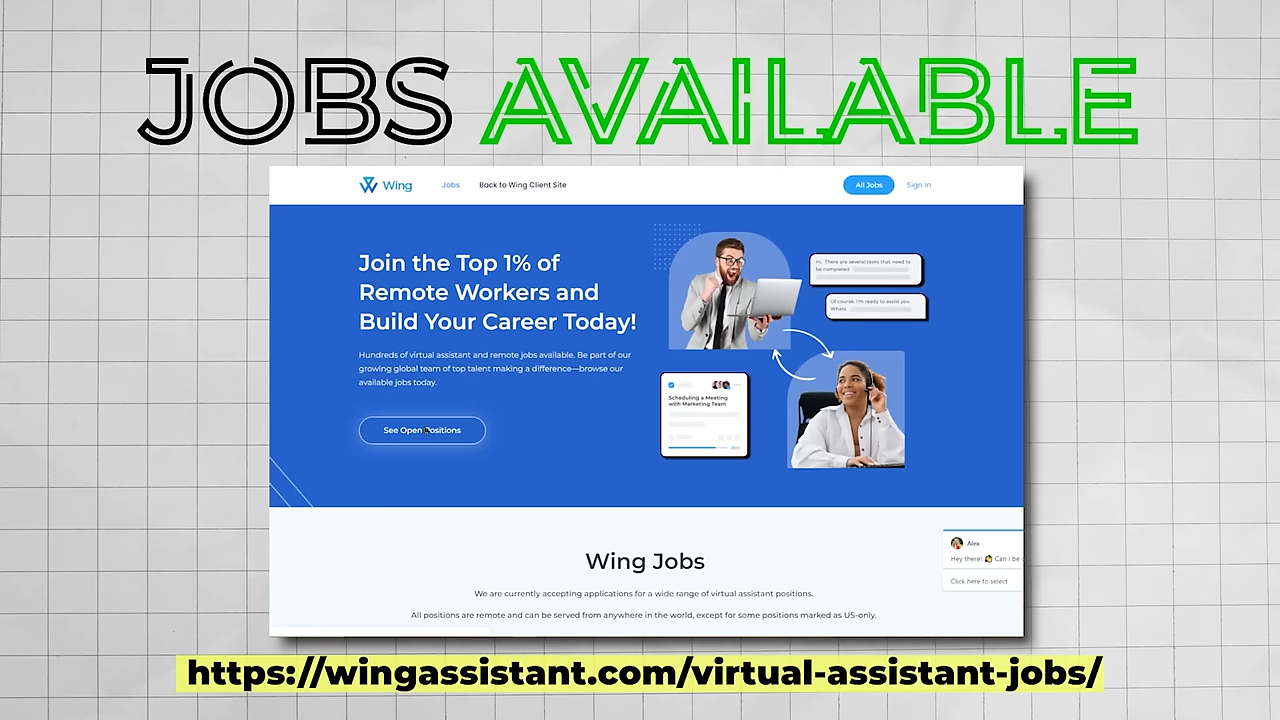 JOBS AVAILABLE
Wing
Jobs
Back to Wing Client Site
All Jobs
Sign In
Join the Top 1% of
Remote Workers and
Build Your Career Today!
Hundreds of virtual assistant and remote jobs available. Be part of our
growing global team of top talent making a difference—browse our
available jobs today.
See Open Positions
Hi, There are several tasks that need to
be completed
Of course, I'm ready to assist you.
Whats
Scheduling a Meeting
with Marketing Team
Wing Jobs
We are currently accepting applications for a wide range of virtual assistant positions.
All positions are remote and can be served from anywhere in the world, except for some positions marked as US-only.
Alex
Hey there! Can I be
Click here to select
https://wingassistant.com/virtual-assistant-jobs/